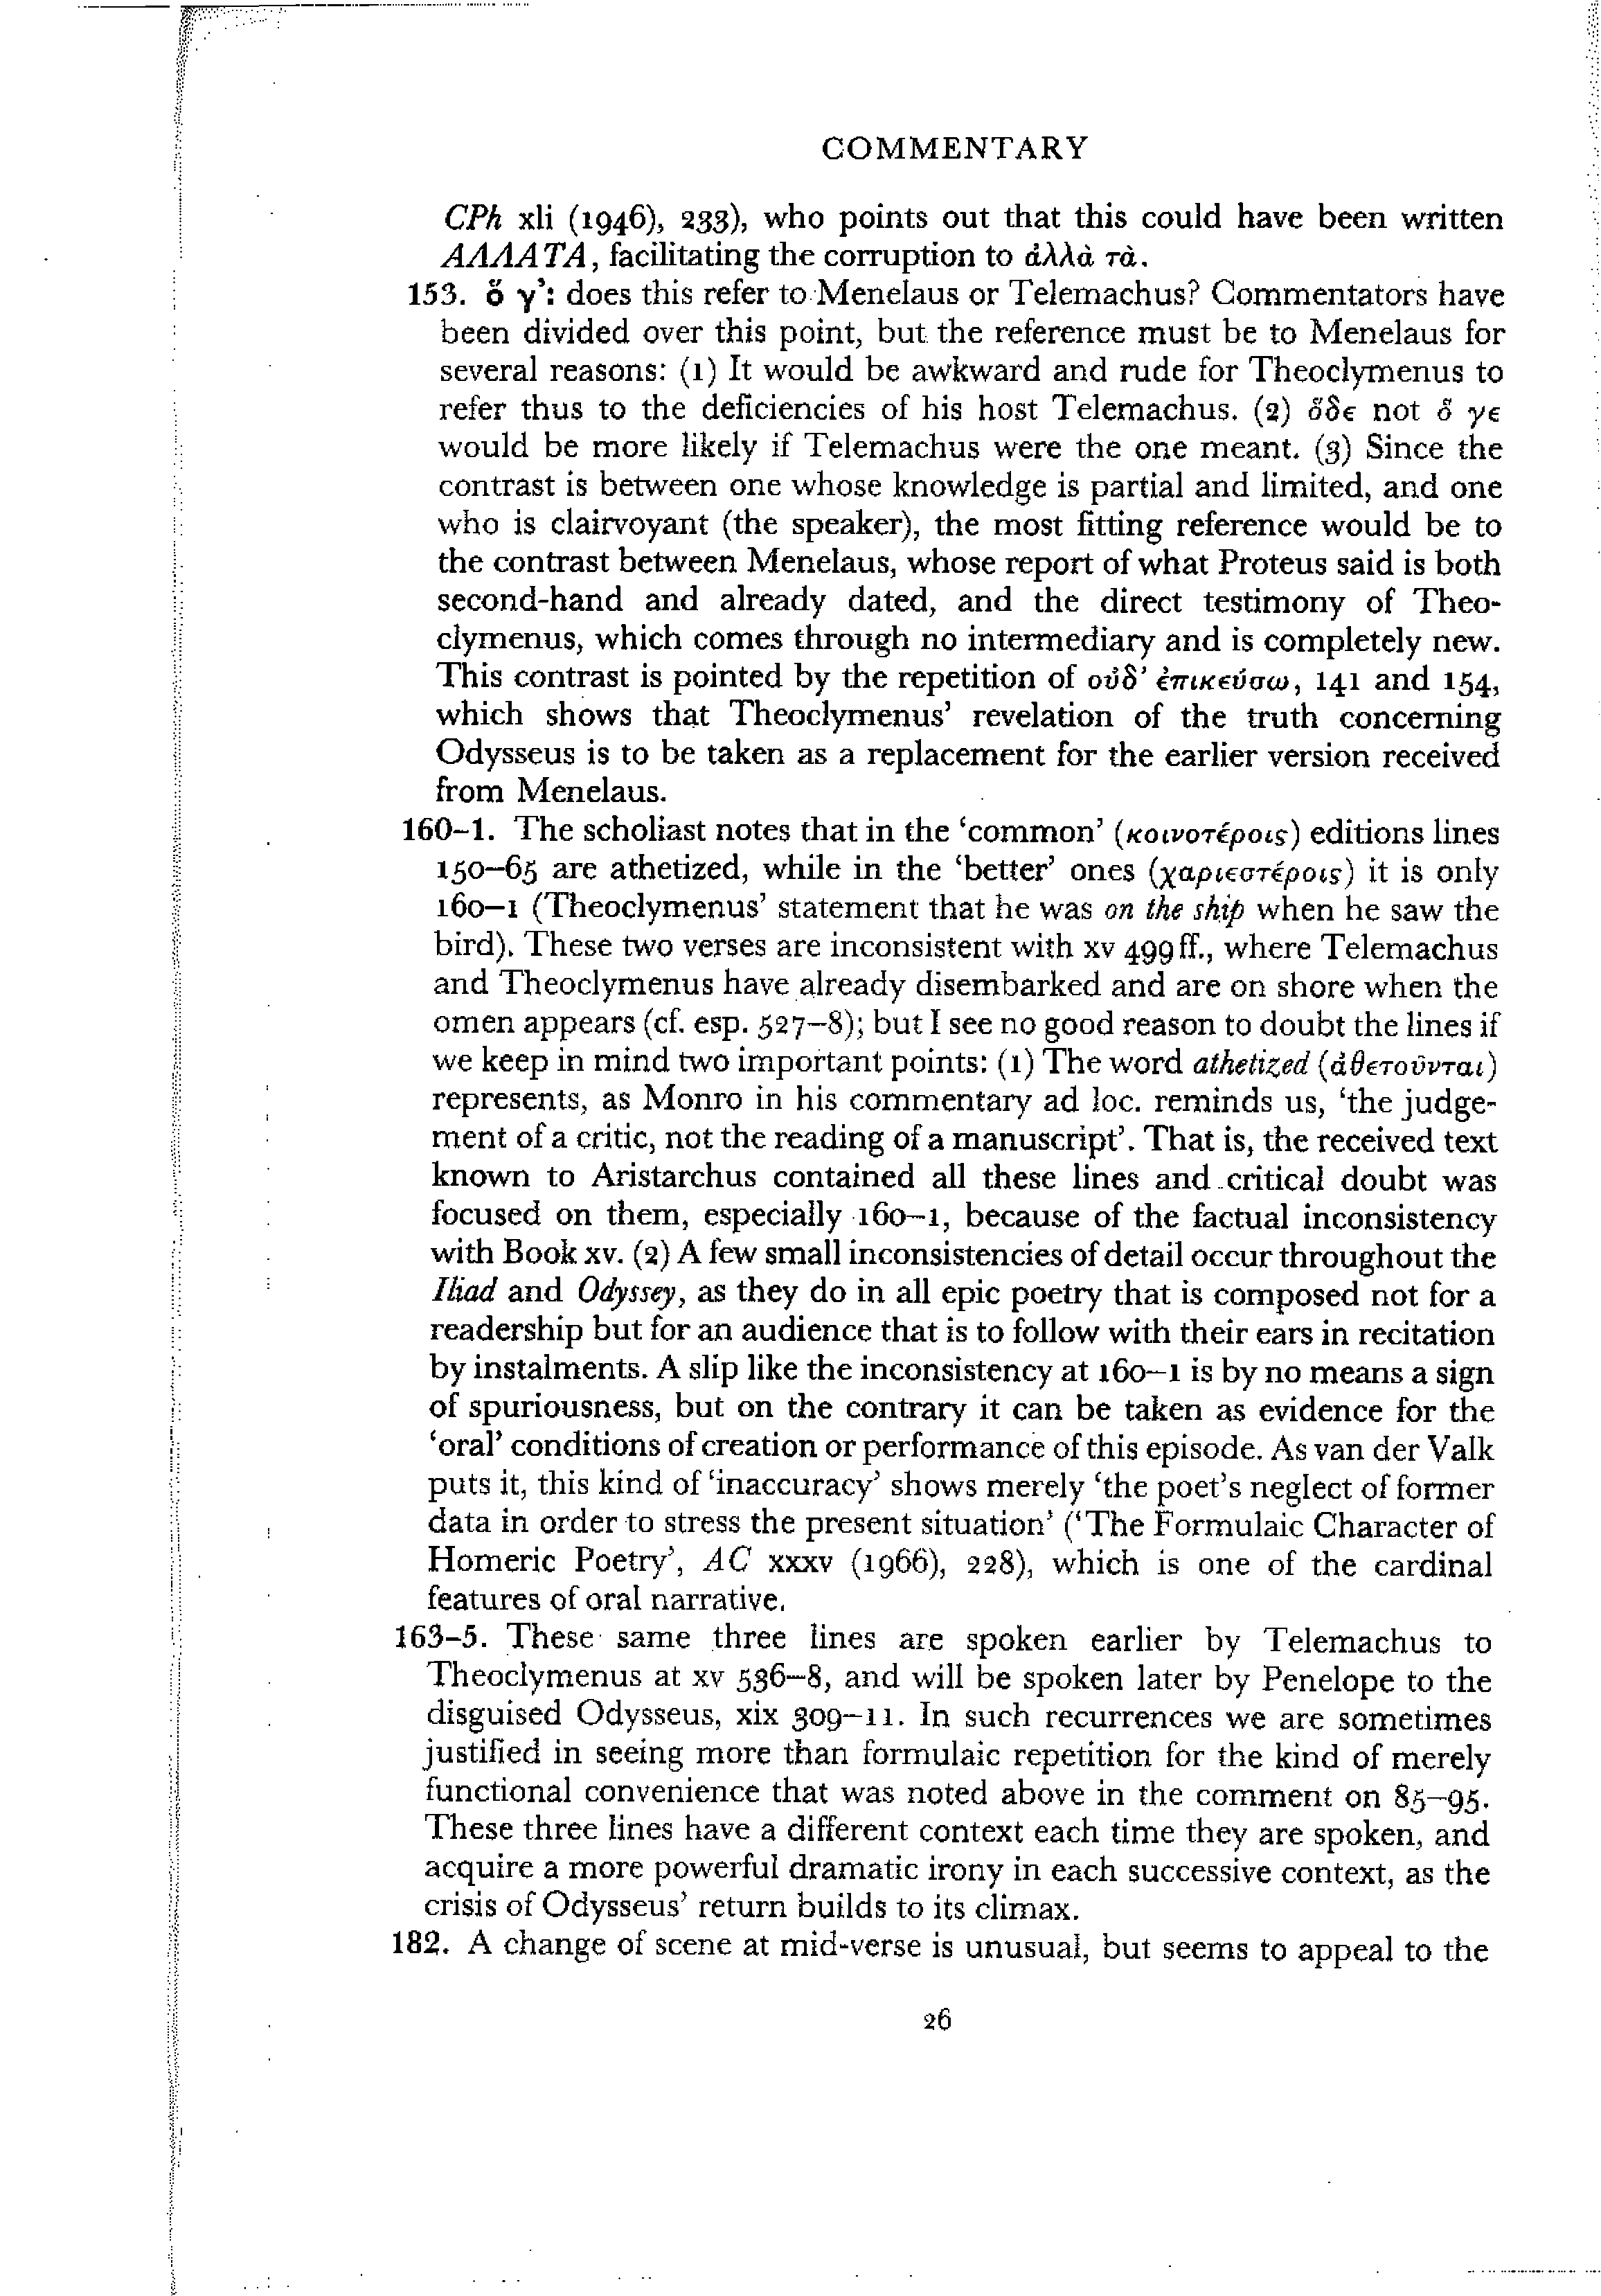 COMMENTARY
CPh xli (1946), 233), who points out that this could have been written
ΑΛΛΑΤΑ, facilitating the corruption to ἀλλὰ τὰ.
153. ὅ γ’: does this refer to Menelaus or Telemachus? Commentators have
been divided over this point, but the reference must be to Menelaus for
several reasons: (1) It would be awkward and rude for Theoclymenus to
refer thus to the deficiencies of his host Telemachus. (2) ὅδε not ὅ γε
would be more likely if Telemachus were the one meant. (3) Since the
contrast is between one whose knowledge is partial and limited, and one
who is clairvoyant (the speaker), the most fitting reference would be to
the contrast between Menelaus, whose report of what Proteus said is both
second-hand and already dated, and the direct testimony of Theo-
clymenus, which comes through no intermediary and is completely new.
This contrast is pointed by the repetition of οὐδ’ ἐπικεύσω, 141 and 154,
which shows that Theoclymenus’ revelation of the truth concerning
Odysseus is to be taken as a replacement for the earlier version received
from Menelaus.
160–1. The scholiast notes that in the ‘common’ (κοινοτέροις) editions lines
150–65 are athetized, while in the ‘better’ ones (χαριεστέροις) it is only
160–1 (Theoclymenus’ statement that he was on the ship when he saw the
bird). These two verses are inconsistent with xv 499ff., where Telemachus
and Theoclymenus have already disembarked and are on shore when the
omen appears (cf. esp. 527–8); but I see no good reason to doubt the lines if
we keep in mind two important points: (1) The word athetized (ἀθετοῦνται)
represents, as Monro in his commentary ad loc. reminds us, ‘the judge-
ment of a critic, not the reading of a manuscript’. That is, the received text
known to Aristarchus contained all these lines and critical doubt was
focused on them, especially 160–1, because of the factual inconsistency
with Book xv. (2) A few small inconsistencies of detail occur throughout the
Iliad and Odyssey, as they do in all epic poetry that is composed not for a
readership but for an audience that is to follow with their ears in recitation
by instalments. A slip like the inconsistency at 160–1 is by no means a sign
of spuriousness, but on the contrary it can be taken as evidence for the
‘oral’ conditions of creation or performance of this episode. As van der Valk
puts it, this kind of ‘inaccuracy’ shows merely ‘the poet’s neglect of former
data in order to stress the present situation’ (‘The Formulaic Character of
Homeric Poetry’, AC xxxv (1966), 228), which is one of the cardinal
features of oral narrative.
163–5. These same three lines are spoken earlier by Telemachus to
Theoclymenus at xv 536–8, and will be spoken later by Penelope to the
disguised Odysseus, xix 309–11. In such recurrences we are sometimes
justified in seeing more than formulaic repetition for the kind of merely
functional convenience that was noted above in the comment on 85–95.
These three lines have a different context each time they are spoken, and
acquire a more powerful dramatic irony in each successive context, as the
crisis of Odysseus’ return builds to its climax.
182. A change of scene at mid-verse is unusual, but seems to appeal to the
26